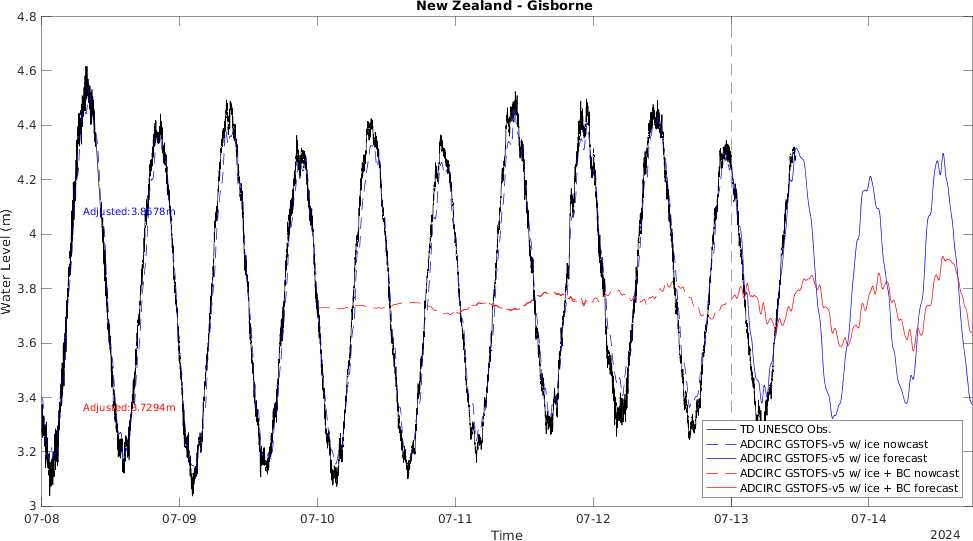 New Zealand - Gisborne
4.8
4.6
4.4
4.2
4
3.8
3.6
3.4
3.2
3
Water Level (m)
Adjusted:3.8678m
Adjusted:3.7294m
TD UNESCO Obs.
ADCIRC GSTOFS-v5 w/ ice nowcast
ADCIRC GSTOFS-v5 w/ ice forecast
ADCIRC GSTOFS-v5 w/ ice + BC nowcast
ADCIRC GSTOFS-v5 w/ ice + BC forecast
07-08 07-09 07-10 07-11 07-12 07-13 07-14
Time
2024